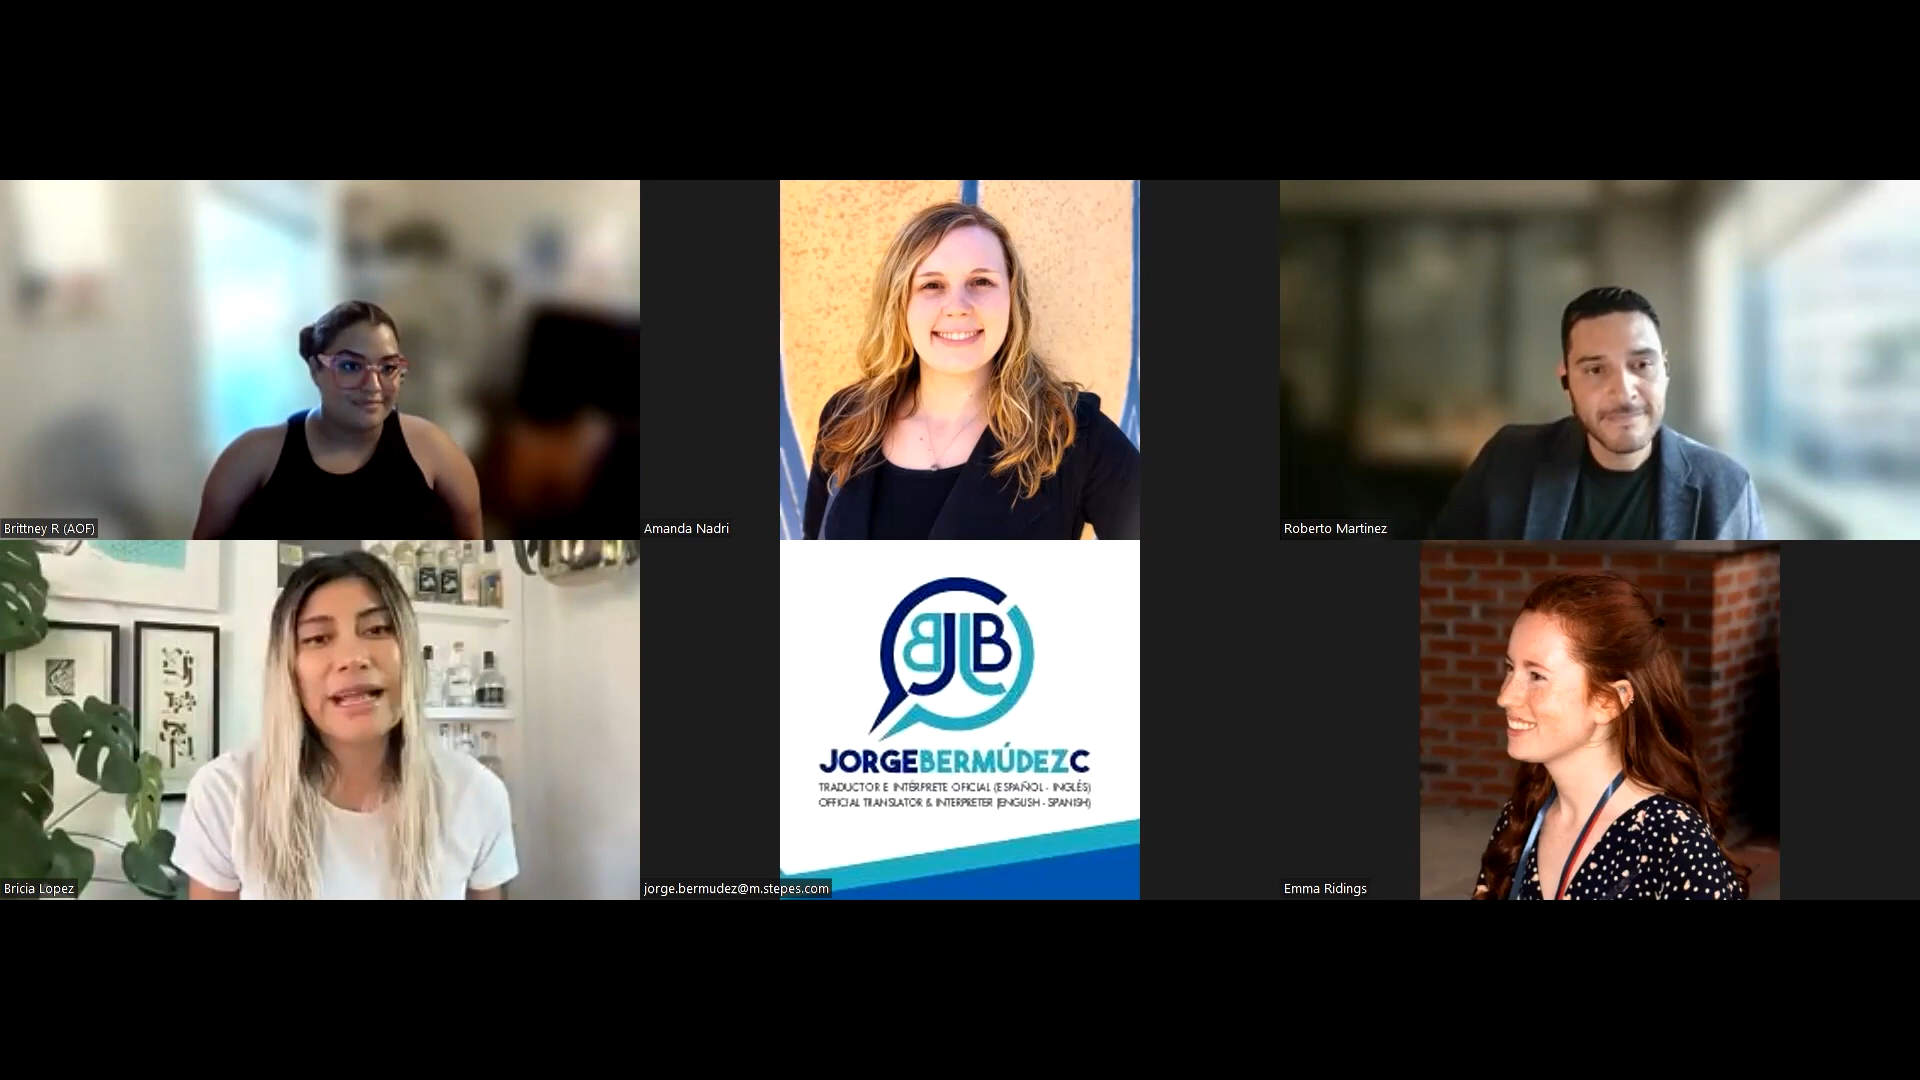 Brittney R (AOF)
Amanda Nadri
Roberto Martinez
Bricia Lopez
BJLB
JORGEBERMÚDEZC
TRADUCTOR E INTÉRPRETE OFICIAL (ESPAÑOL - INGLÉS)
OFFICIAL TRANSLATOR & INTERPRETER (ENGLISH - SPANISH)
jorge.bermudez@m.stepes.com
Emma Ridings